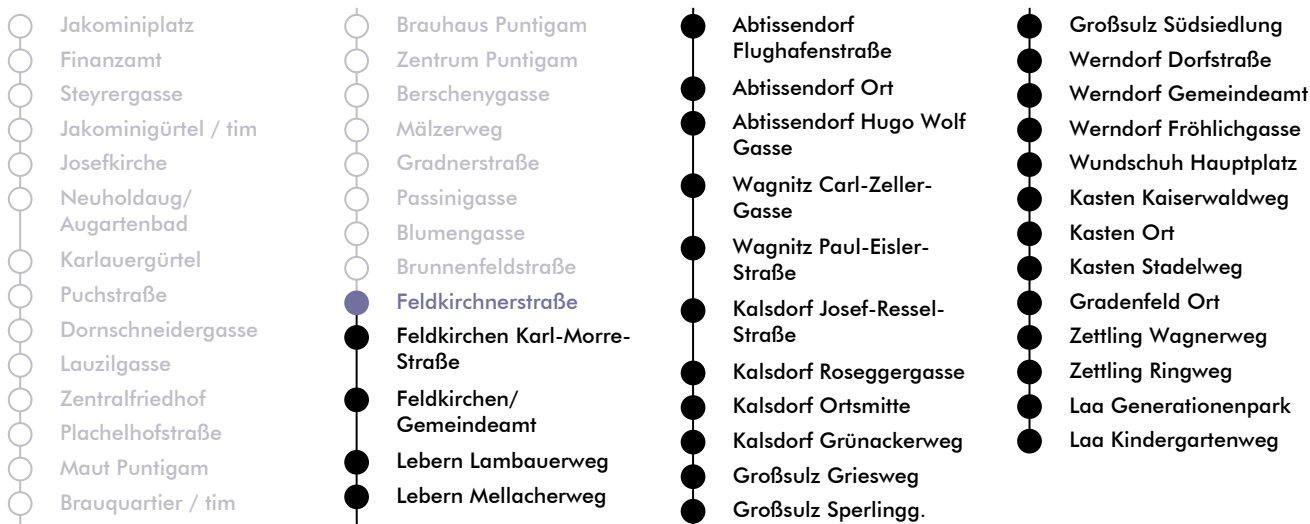 Jakominiplatz
Finanzamt
Steyrergasse
Jakominigürtel / tim
Josefkirche
Neuholdaug/
Augartenbad
Karlauergürtel
Puchstraße
Dornschneidergasse
Lauzilgasse
Zentralfriedhof
Plachelhofstraße
Maut Puntigam
Brauquartier / tim
Brauhaus Puntigam
Zentrum Puntigam
Berschenygasse
Mälzerweg
Gradnerstraße
Passinigasse
Blumengasse
Brunnenfeldstraße
Feldkirchnerstraße
Feldkirchen Karl-Morre-
Straße
Feldkirchen/
Gemeindeamt
Lebern Lambauerweg
Lebern Mellacherweg
Abtissendorf
Flughafenstraße
Abtissendorf Ort
Abtissendorf Hugo Wolf
Gasse
Wagnitz Carl-Zeller-
Gasse
Wagnitz Paul-Eisler-
Straße
Kalsdorf Josef-Ressel-
Straße
Kalsdorf Roseggergasse
Kalsdorf Ortsmitte
Kalsdorf Grünackerweg
Großsulz Griesweg
Großsulz Sperlingg.
Großsulz Südsiedlung
Werndorf Dorfstraße
Werndorf Gemeindeamt
Werndorf Fröhlichgasse
Wundschuh Hauptplatz
Kasten Kaiserwaldweg
Kasten Ort
Kasten Stadelweg
Gradenfeld Ort
Zettling Wagnerweg
Zettling Ringweg
Laa Generationenpark
Laa Kindergartenweg